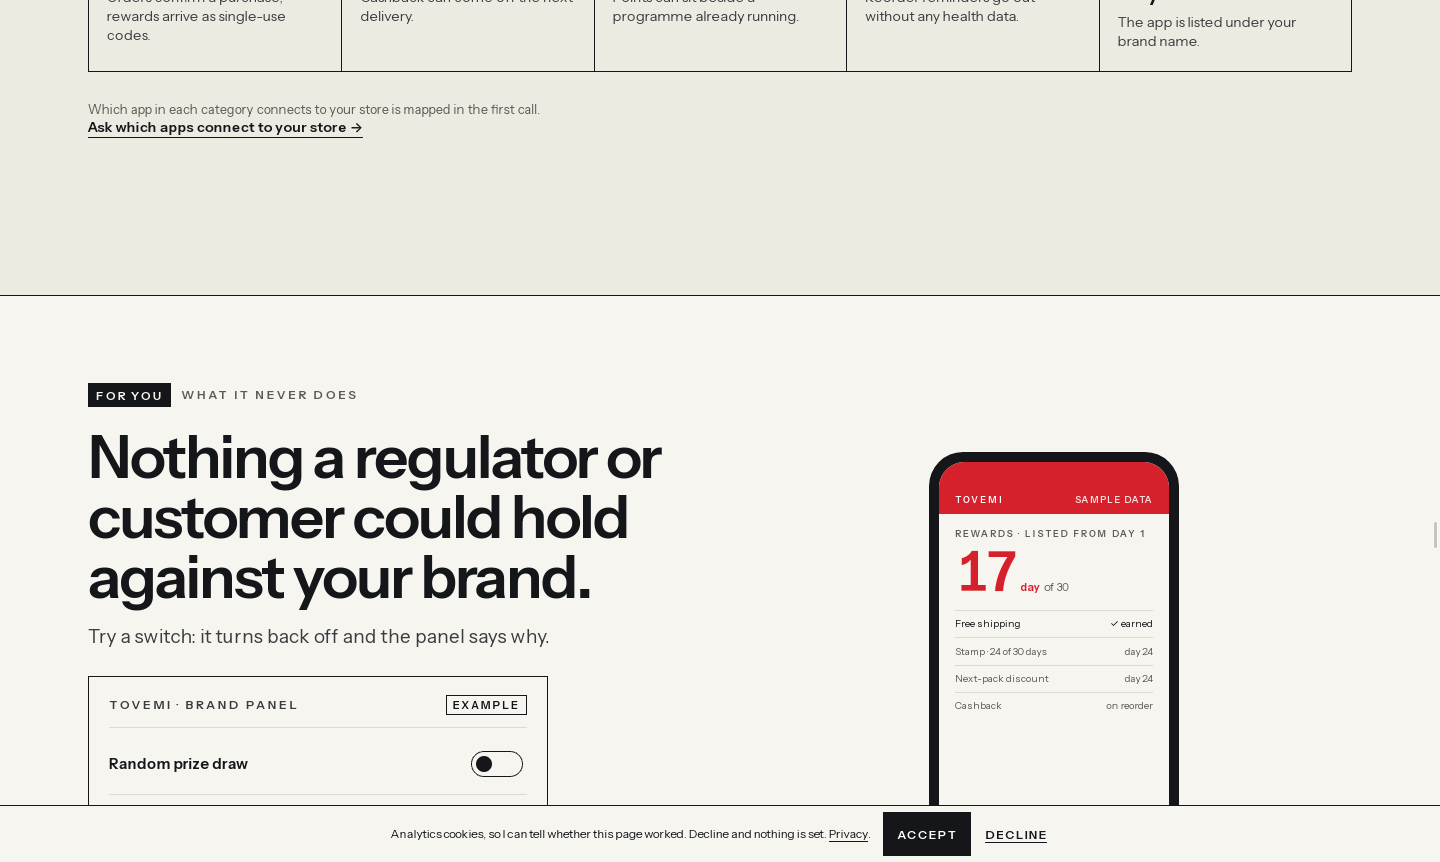 rewards arrive as single-use
codes.
delivery.
programme already running.
without any health data.
The app is listed under your
brand name.
Which app in each category connects to your store is mapped in the first call.
Ask which apps connect to your store →
FOR YOU WHAT IT NEVER DOES
Nothing a regulator or
customer could hold
against your brand.
Try a switch: it turns back off and the panel says why.
TOVEMI · BRAND PANEL EXAMPLE
Random prize draw
TOVEMI SAMPLE DATA
REWARDS · LISTED FROM DAY 1
17 day of 30
Free shipping ✓ earned
Stamp · 24 of 30 days day 24
Next-pack discount day 24
Cashback on reorder
Analytics cookies, so I can tell whether this page worked. Decline and nothing is set. Privacy. ACCEPT DECLINE